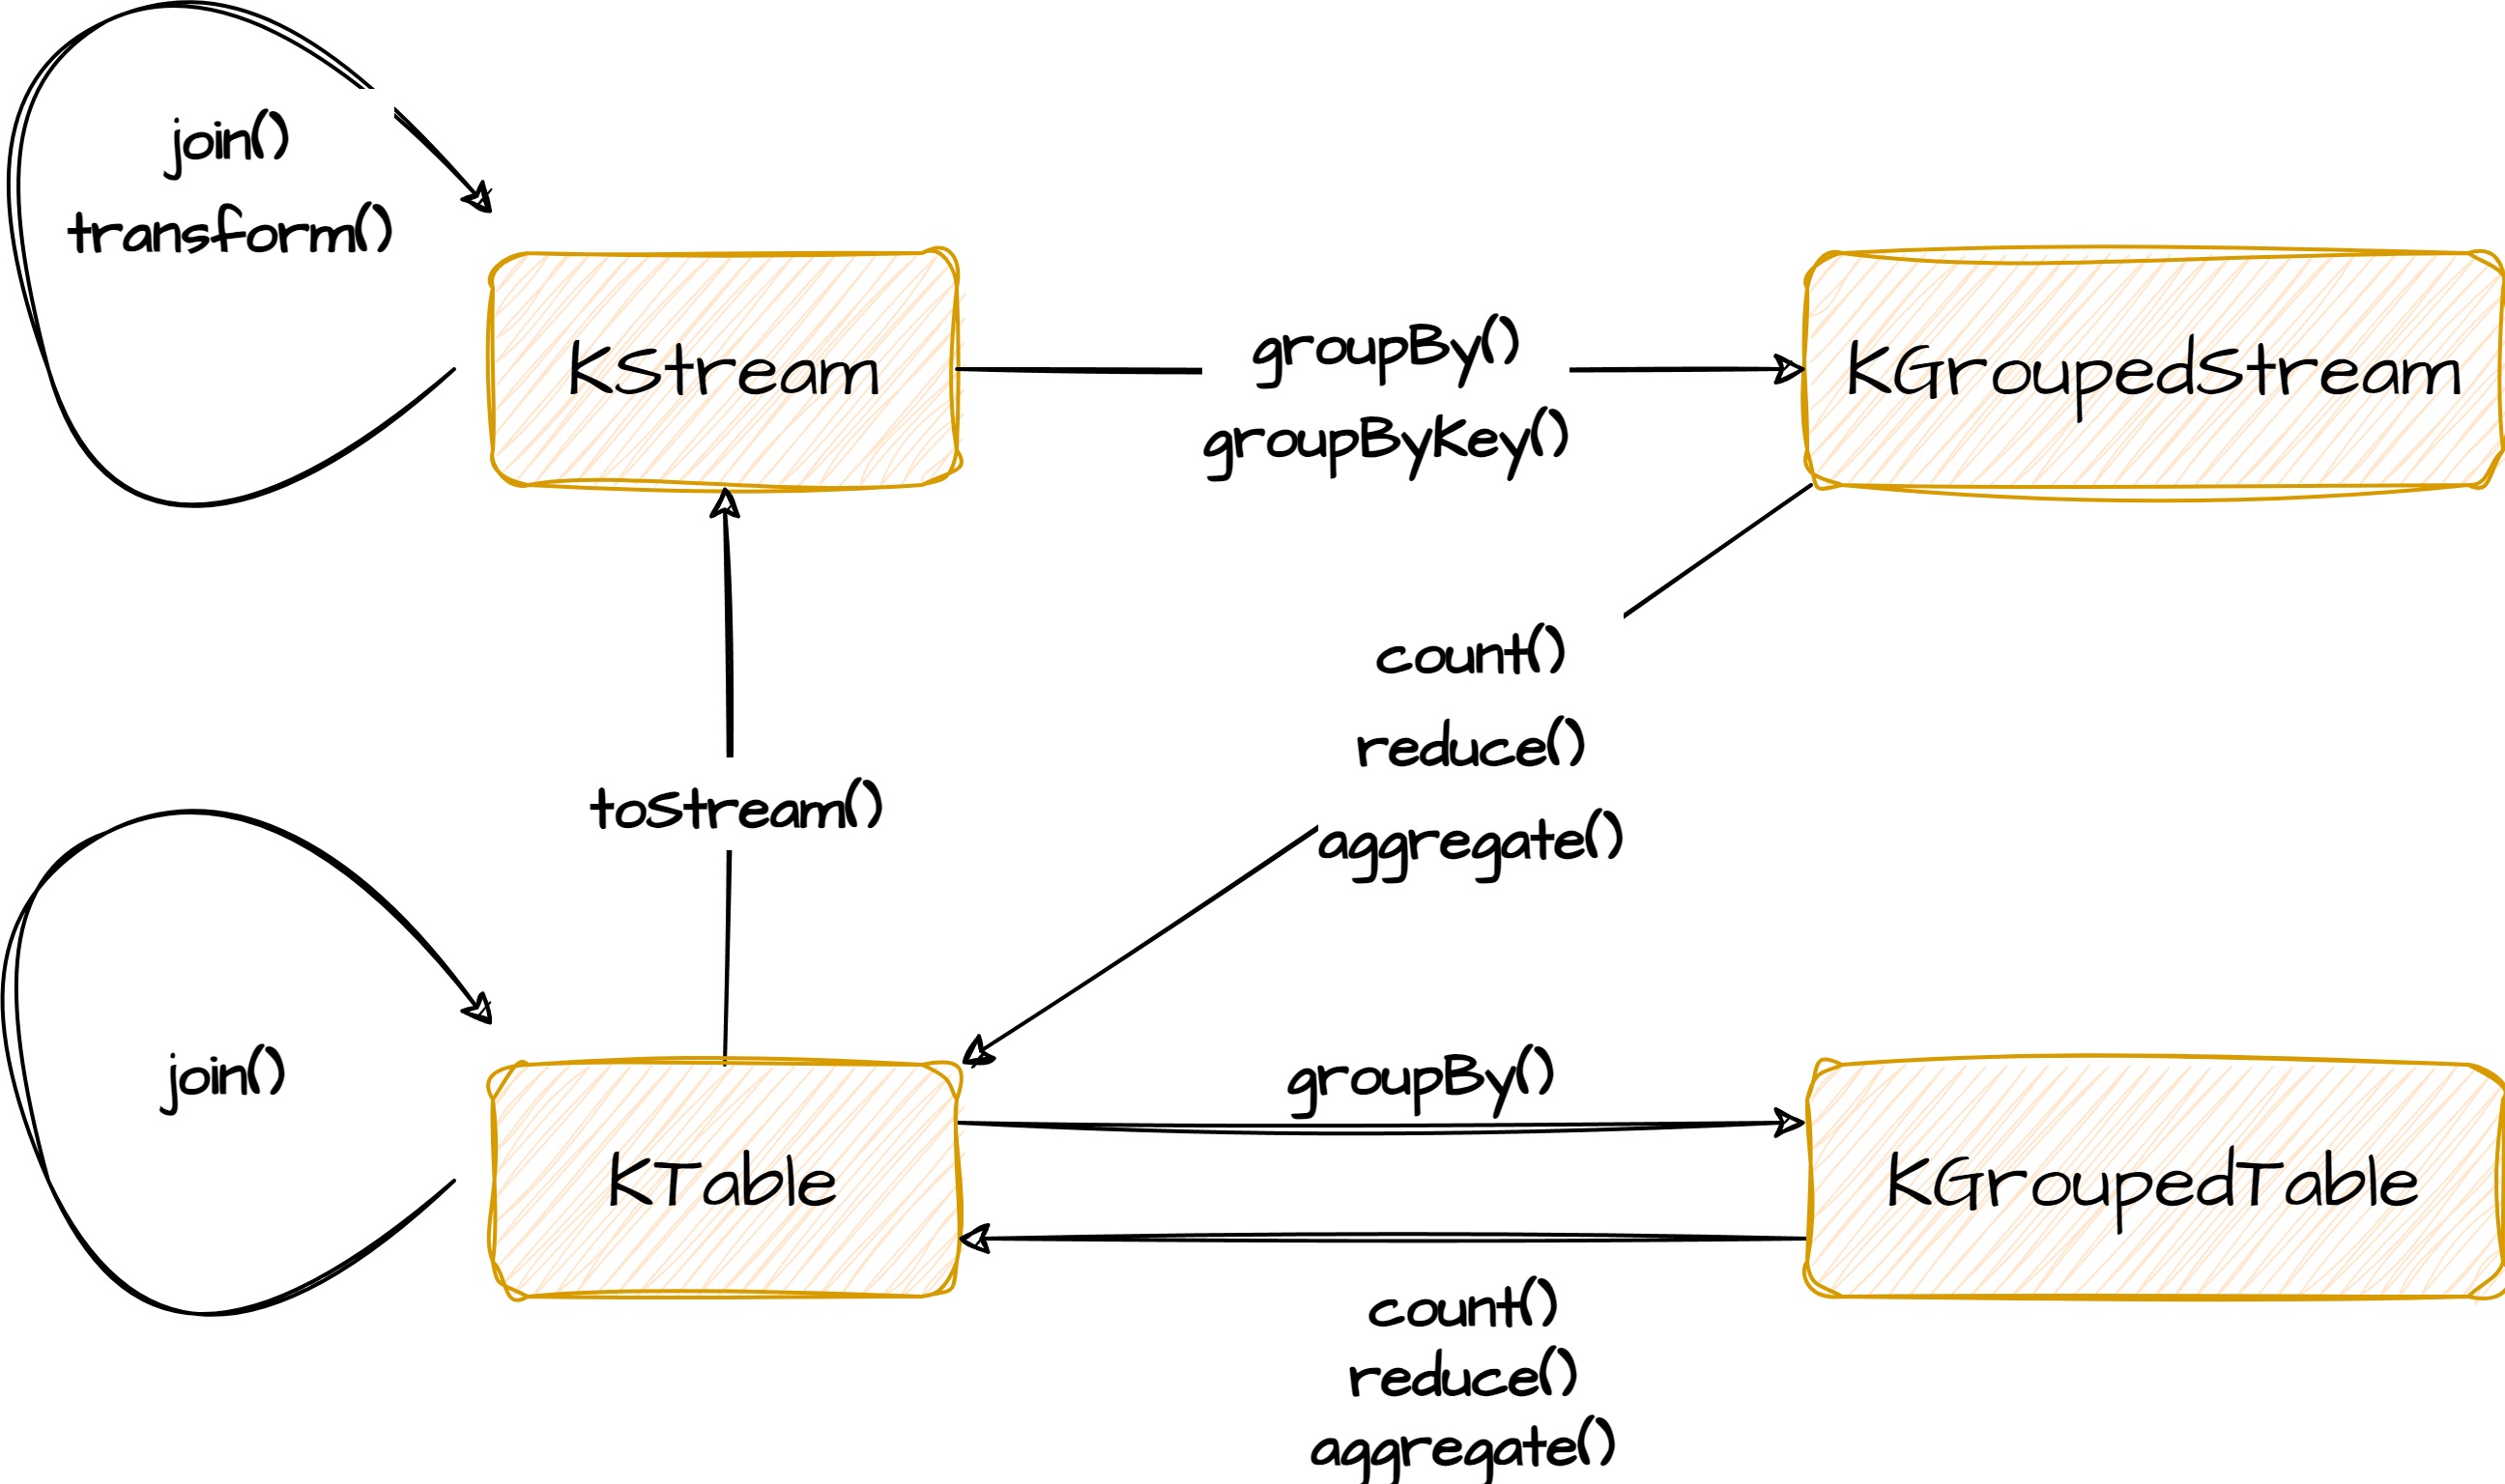 join()
transform()
KStream
groupBy()
groupByKey()
KGroupedStream
count()
reduce()
aggregate()
toStream()
join()
KTable
groupBy()
KGroupedTable
count()
reduce()
aggregate()